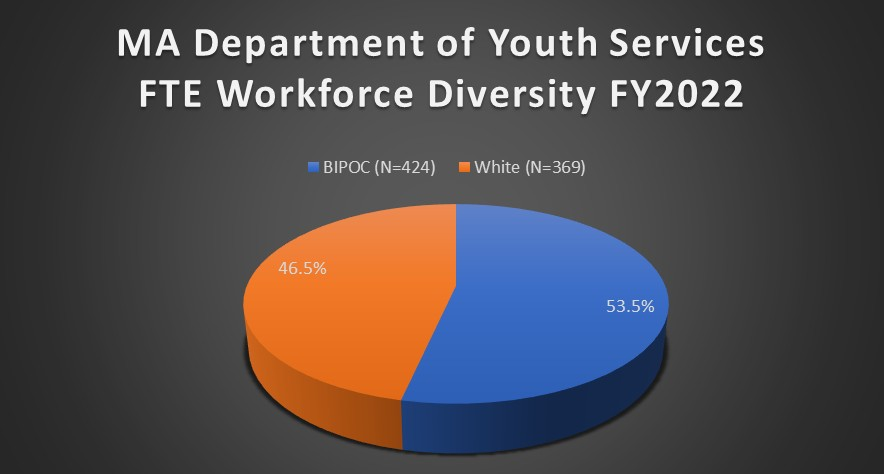 MA Department of Youth Services
FTE Workforce Diversity FY2022
BIPOC (N=424) White (N=369)
46.5%
53.5%